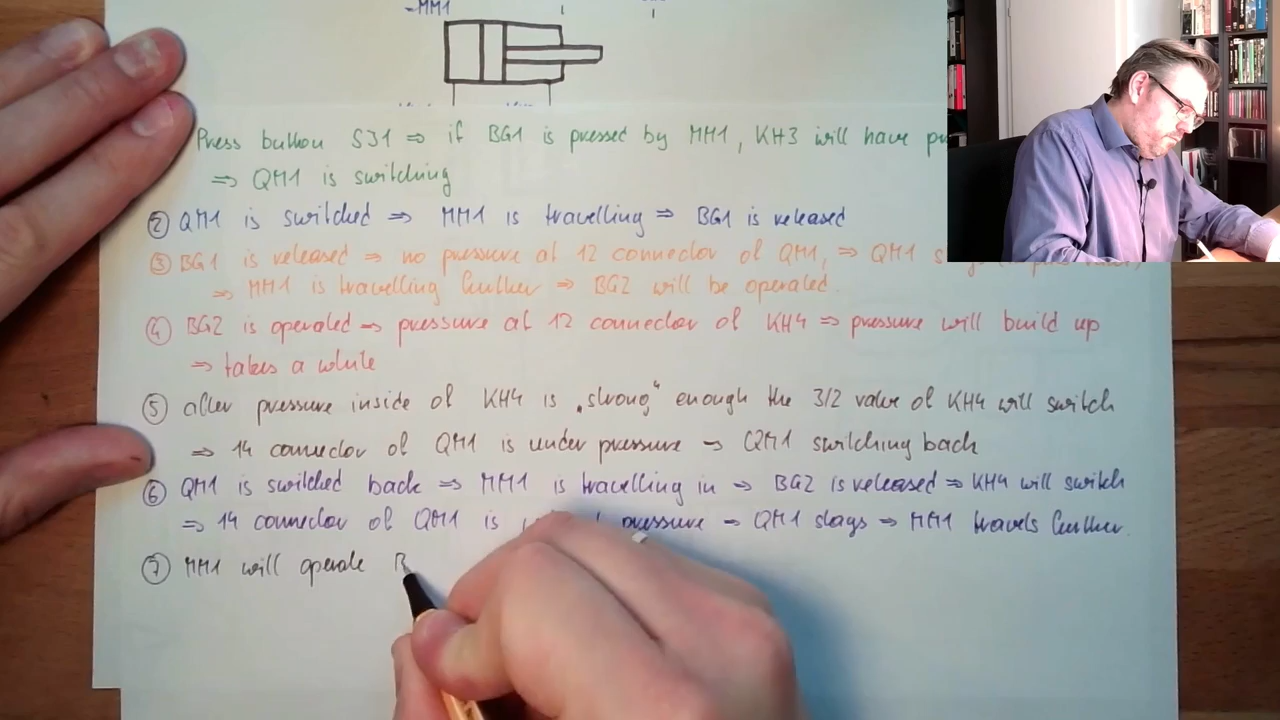 -MM1
Press button S31 ⇒ if BG1 is pressed by MM1, KH3 will have
⇒ QM1 is switching
② QM1 is switched ⇒ MM1 is travelling ⇒ BG1 is released
③ BG1 is released ⇒ no pressure at 12 connector of QM1, ⇒ QM1
⇒ MM1 is travelling further ⇒ BG2 will be operated.
④ BG2 is operated ⇒ pressure at 12 connector of KH4 ⇒ pressure will build up
⇒ takes a while
⑤ after pressure inside of KH4 is „strong“ enough the 3/2 valve of KH4 will switch
⇒ 14 connector of QM1 is under pressure → QM1 switching back
⑥ QM1 is switched back ⇒ MM1 is travelling in ⇒ BG2 is released ⇒ KH4 will switch
⇒ 14 connector of QM1 is pressure ⇒ QM1 stays ⇒ MM1 travels further.
⑦ MM1 will operate B